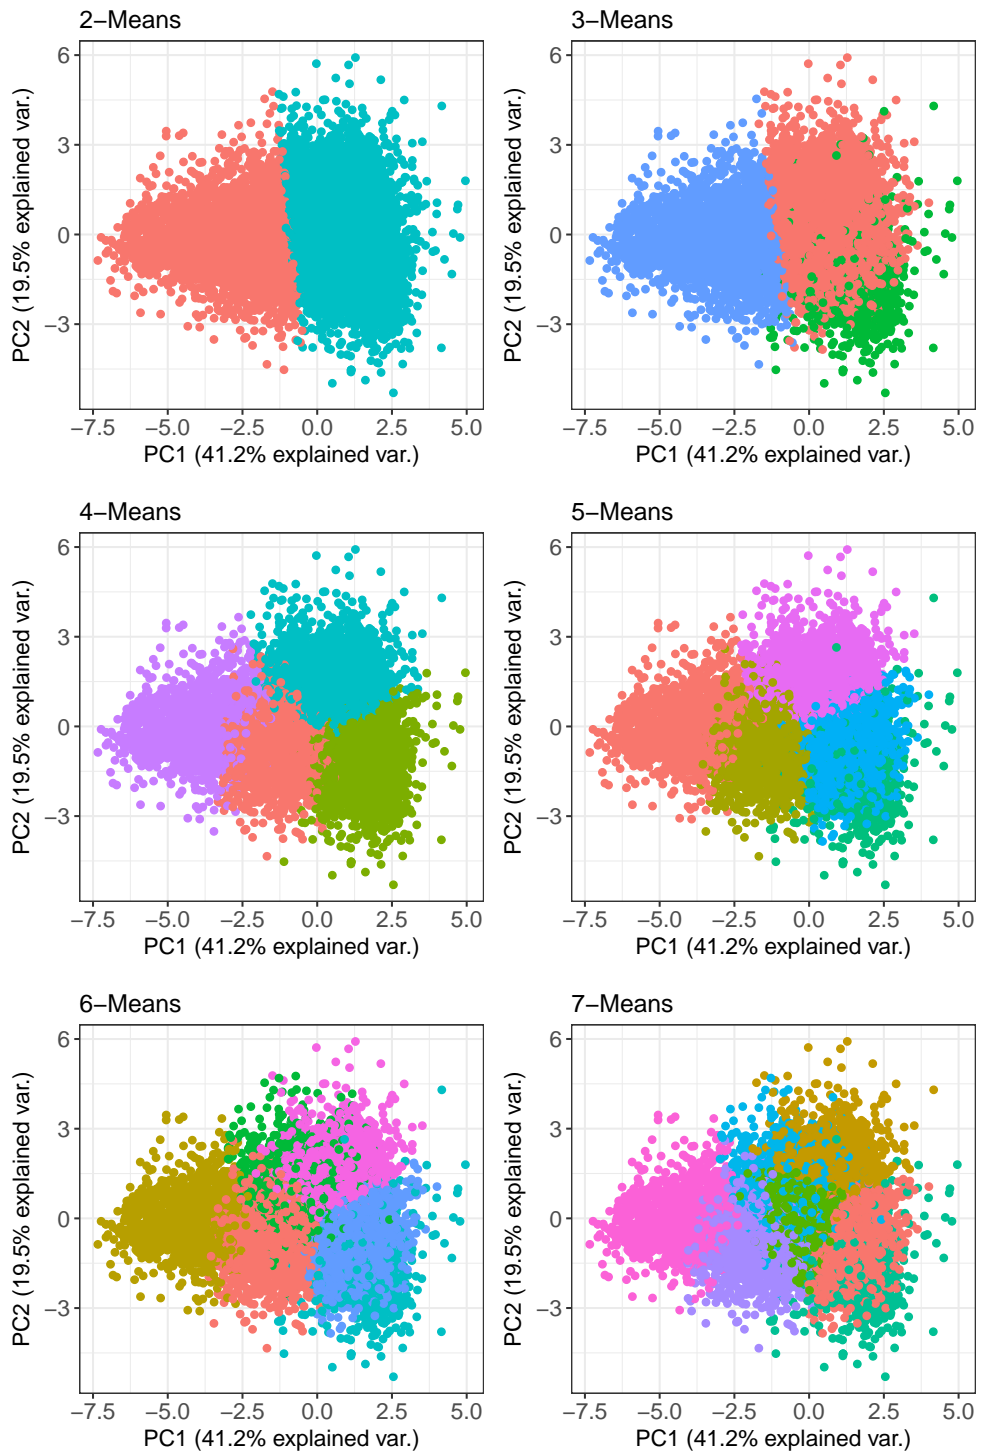 2−Means
3−Means
PC2 (19.5% explained var.)
6
3
0
−3
−7.5 −5.0 −2.5 0.0 2.5 5.0
PC1 (41.2% explained var.)
PC2 (19.5% explained var.)
6
3
0
−3
−7.5 −5.0 −2.5 0.0 2.5 5.0
PC1 (41.2% explained var.)
4−Means
5−Means
PC2 (19.5% explained var.)
6
3
0
−3
−7.5 −5.0 −2.5 0.0 2.5 5.0
PC1 (41.2% explained var.)
PC2 (19.5% explained var.)
6
3
0
−3
−7.5 −5.0 −2.5 0.0 2.5 5.0
PC1 (41.2% explained var.)
6−Means
7−Means
PC2 (19.5% explained var.)
6
3
0
−3
−7.5 −5.0 −2.5 0.0 2.5 5.0
PC1 (41.2% explained var.)
PC2 (19.5% explained var.)
6
3
0
−3
−7.5 −5.0 −2.5 0.0 2.5 5.0
PC1 (41.2% explained var.)